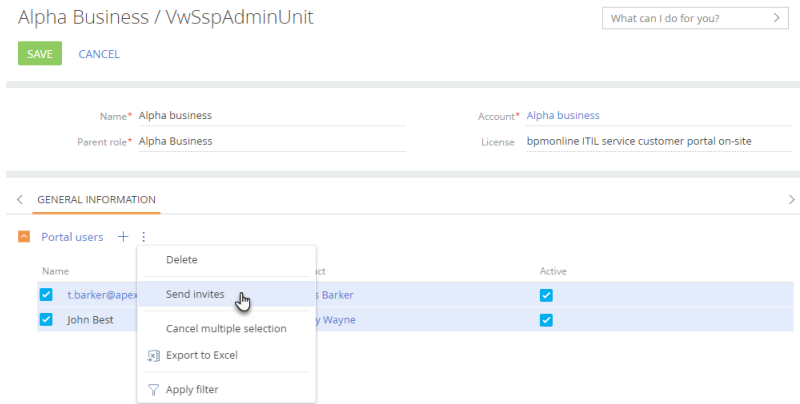 Alpha Business / VwSspAdminUnit
What can I do for you?
SAVE CANCEL
Name* Alpha business
Account* Alpha business
Parent role* Alpha Business
License bpmonline ITIL service customer portal on-site
GENERAL INFORMATION
Portal users
Delete
Name Active
Send invites
t.barker@apex Barker
John Best Wayne
Cancel multiple selection
Export to Excel
Apply filter